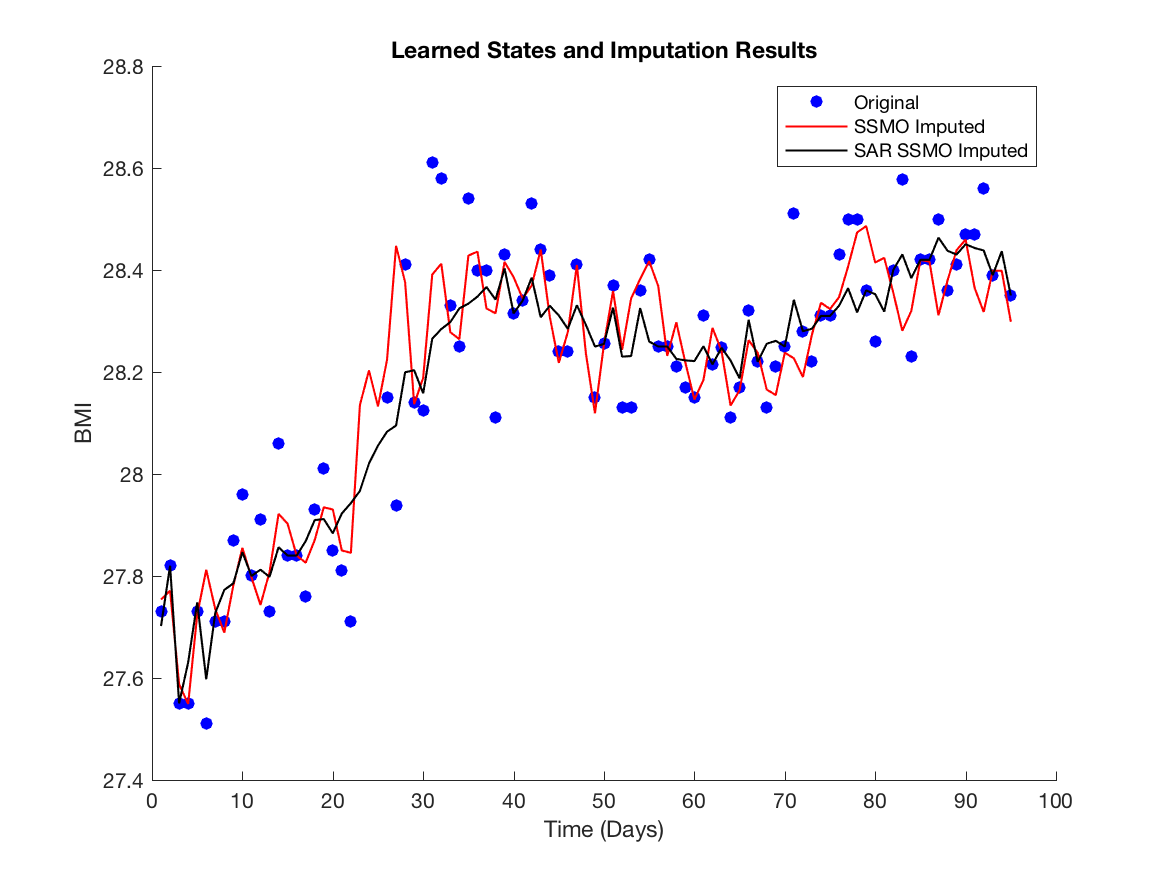 Learned States and Imputation Results
28.8
28.6
28.4
28.2
28
27.8
27.6
27.4
BMI
Original
SSMO Imputed
SAR SSMO Imputed
0 10 20 30 40 50 60 70 80 90 100
Time (Days)